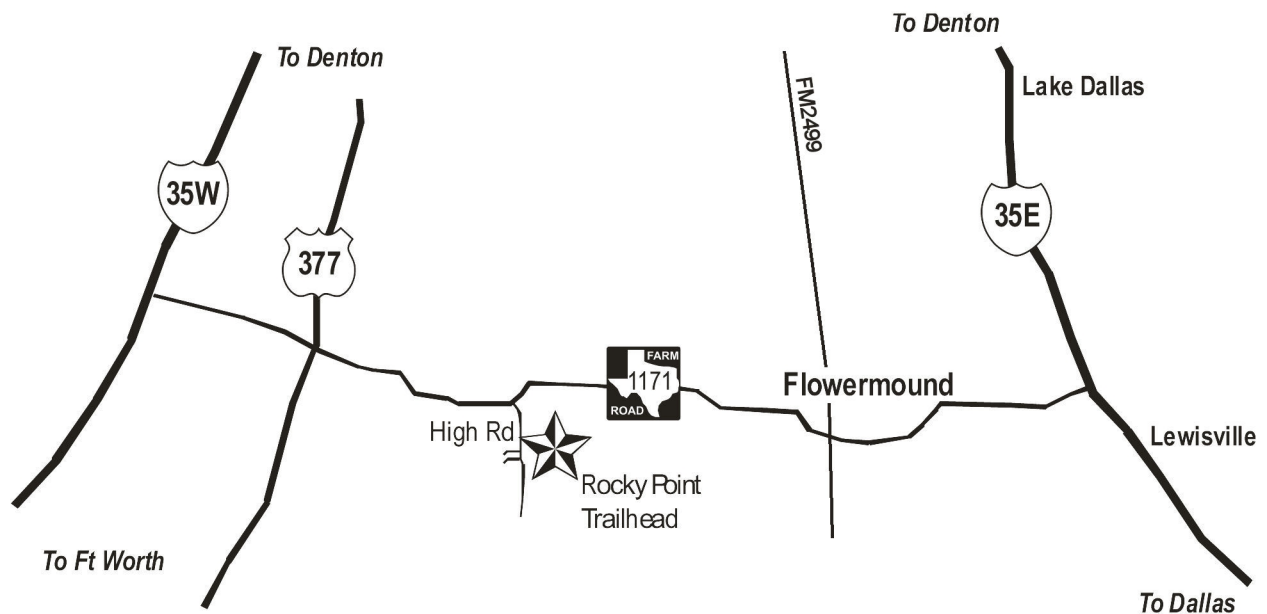 To Denton
To Denton
Lake Dallas
FM2499
35W
35E
377
FARM
1171
ROAD
Flowermound
High Rd
Lewisville
Rocky Point
Trailhead
To Ft Worth
To Dallas